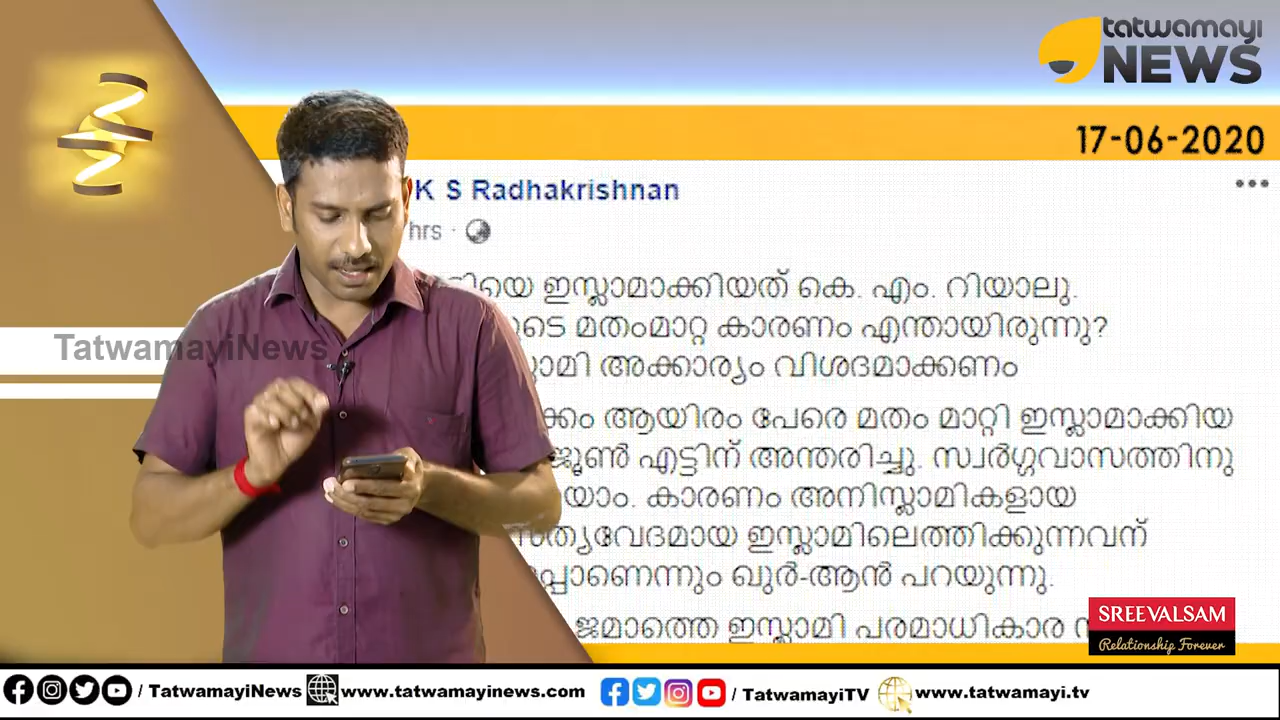 tatwamayi
NEWS
17-06-2020
K S Radhakrishnan
hrs
ഇസ്ലാമാക്കിയത് കെ. എം. റിയാലു.
മതംമാറ്റ കാരണം എന്തായിരുന്നു?
TatwamayiNews
അക്കാര്യം വിശദമാക്കണം
ആയിരം പേരെ മതം മാറ്റി ഇസ്ലാമാക്കിയ
ജൂൺ എട്ടിന് അന്തരിച്ചു. സ്വർഗ്ഗവാസത്തിനു
കാരണം അനിസ്ലാമികളായ
സത്യവേദമായ ഇസ്ലാമിലെത്തിക്കുന്നവന്
ഖുർ-ആൻ പറയുന്നു.
ജമാത്തെ ഇസ്ലാമി പരമാധികാര
SREEVALSAM
Relationship Forever
/ TatwamayiNews www.tatwamayinews.com / TatwamayiTV www.tatwamayi.tv